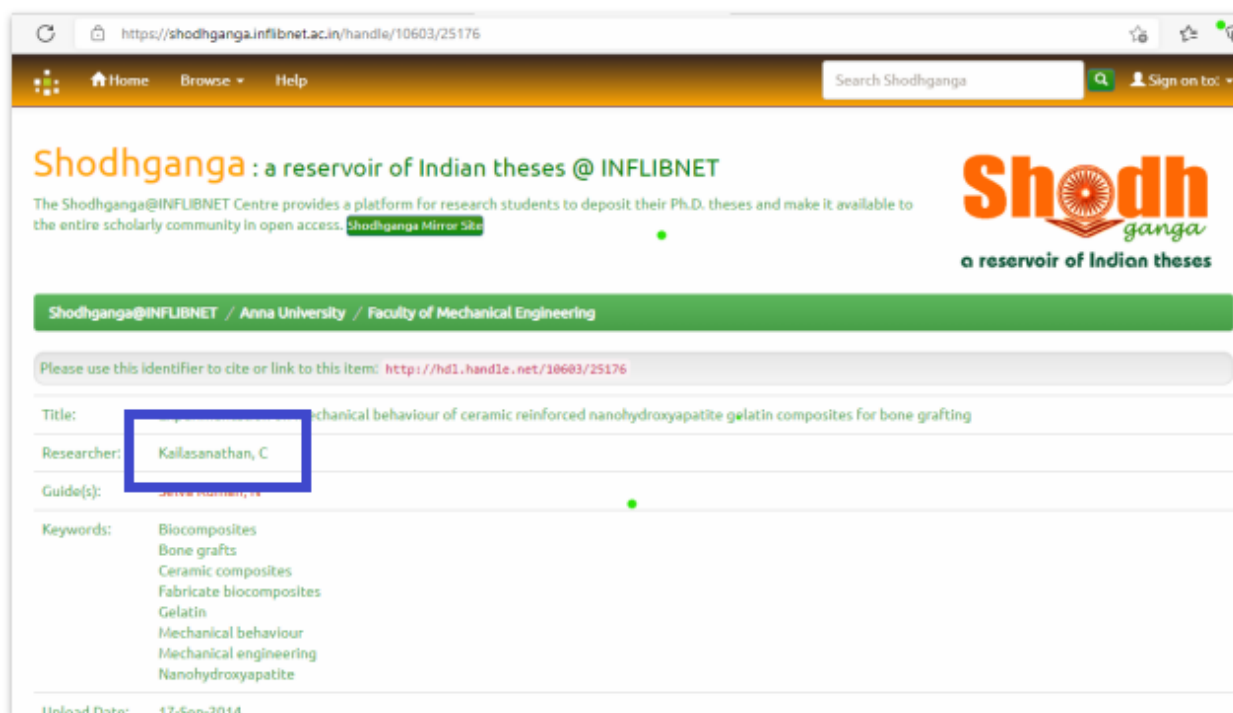 https://shodhganga.inflibnet.ac.in/handle/10603/25176
Home Browse Help Search Shodhganga Sign on to:
Shodhganga : a reservoir of Indian theses @ INFLIBNET
The Shodhganga@INFLIBNET Centre provides a platform for research students to deposit their Ph.D. theses and make it available to
the entire scholarly community in open access. Shodhganga Mirror Site
Shodh
ganga
a reservoir of Indian theses
Shodhganga@INFLIBNET / Anna University / Faculty of Mechanical Engineering
Please use this identifier to cite or link to this item: http://hdl.handle.net/10603/25176
Title: behaviour of ceramic reinforced nanohydroxyapatite gelatin composites for bone grafting
Researcher: Kailasanathan, C
Guide(s):
Keywords: Biocomposites
Bone grafts
Ceramic composites
Fabricate biocomposites
Gelatin
Mechanical behaviour
Mechanical engineering
Nanohydroxyapatite
Upload Date: 17-Sep-2014